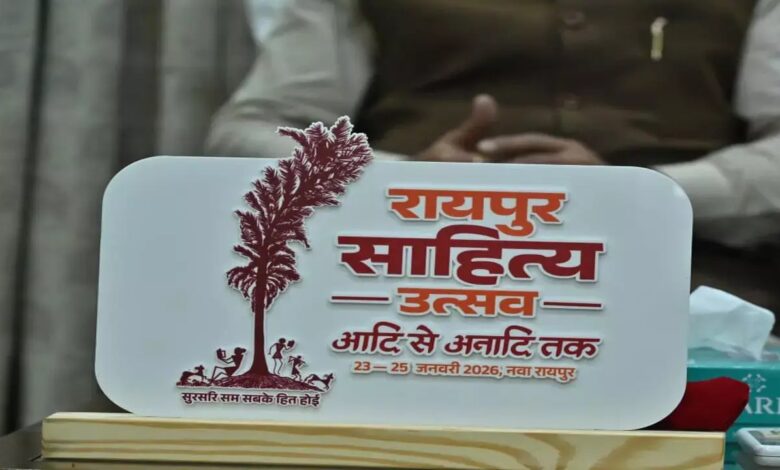 रायपुर
साहित्य
उत्सव
आदि से अनादि तक
23 — 25 जनवरी 2026, नवा रायपुर
सुरसरि सम सबके हित होई